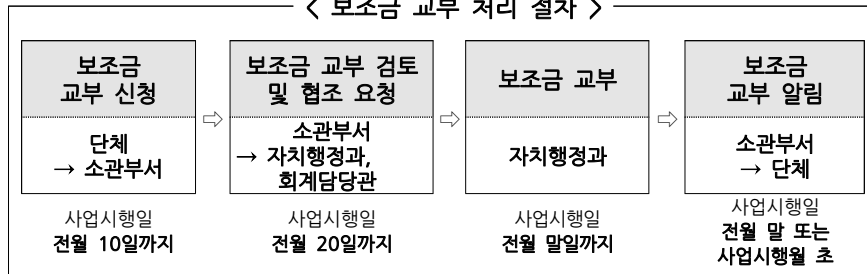 < 보조금 교부 처리 절차 >
보조금
교부 신청
단체
→ 소관부서
사업시행일
전월 10일까지
⇨
보조금 교부 검토
및 협조 요청
소관부서
→ 자치행정과,
회계담당관
사업시행일
전월 20일까지
⇨
보조금 교부
자치행정과
사업시행일
전월 말일까지
⇨
보조금
교부 알림
소관부서
→ 단체
사업시행일
전월 말 또는
사업시행월 초